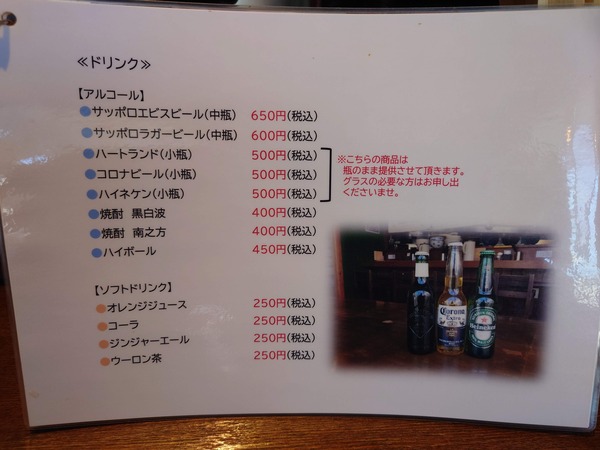 ≪ドリンク≫
【アルコール】
●サッポロエビスビール(中瓶) 650円(税込)
●サッポロラガービール(中瓶) 600円(税込)
●ハートランド(小瓶) 500円(税込)
●コロナビール(小瓶) 500円(税込)
●ハイネケン(小瓶) 500円(税込)
※こちらの商品は
瓶のまま提供させて頂きます。
グラスの必要な方はお申し出
くださいませ。
●焼酎 黒白波 400円(税込)
●焼酎 南之方 400円(税込)
●ハイボール 450円(税込)
【ソフトドリンク】
●オレンジジュース 250円(税込)
●コーラ 250円(税込)
●ジンジャーエール 250円(税込)
●ウーロン茶 250円(税込)
Corona
Extra
Heineken